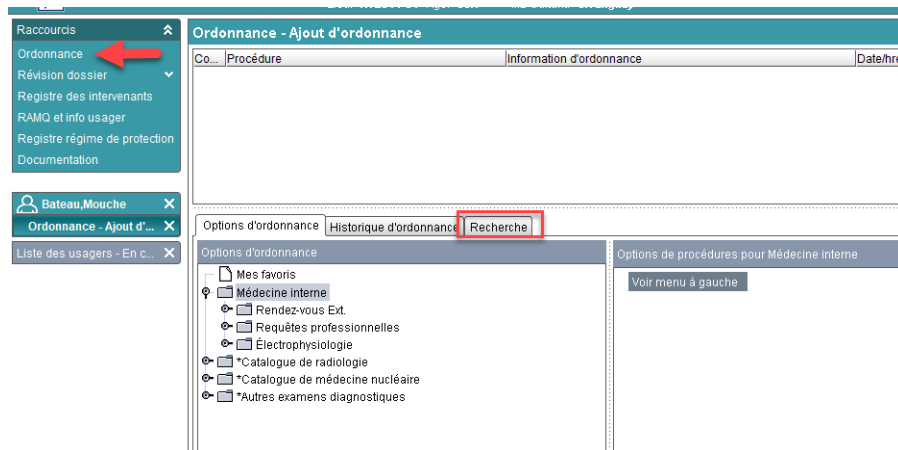 Raccourcis
Ordonnance
Révision dossier
Registre des intervenants
RAMQ et info usager
Registre régime de protection
Documentation
Bateau,Mouche X
Ordonnance - Ajout d'... X
Liste des usagers - En c... X
Ordonnance - Ajout d'ordonnance
Co... Procédure Information d'ordonnance Date/hre
Options d'ordonnance Historique d'ordonnance Recherche
Options d'ordonnance
Mes favoris
Médecine interne
Rendez-vous Ext.
Requêtes professionnelles
Électrophysiologie
*Catalogue de radiologie
*Catalogue de médecine nucléaire
*Autres examens diagnostiques
Options de procédures pour Médecine interne
Voir menu à gauche